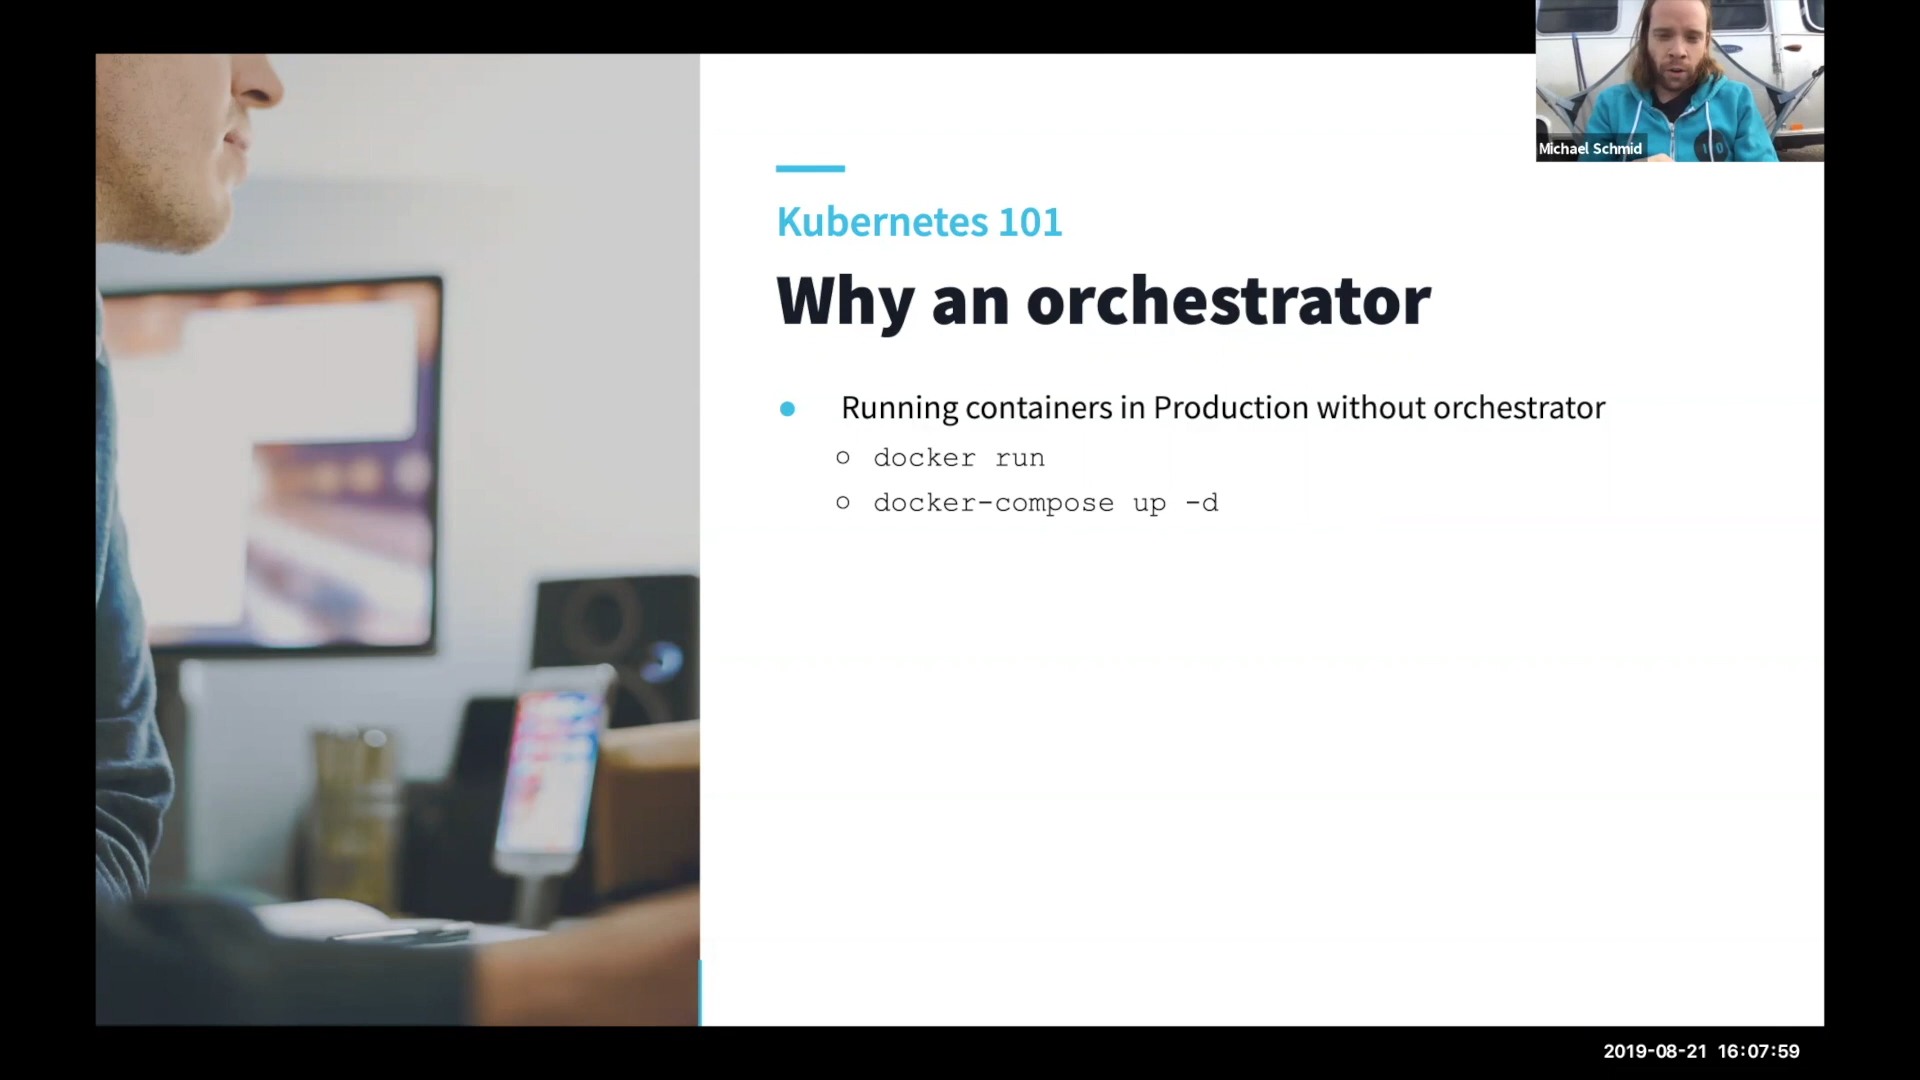 Michael Schmid
Kubernetes 101
Why an orchestrator
Running containers in Production without orchestrator
docker run
docker-compose up -d
2019-08-21 16:07:59